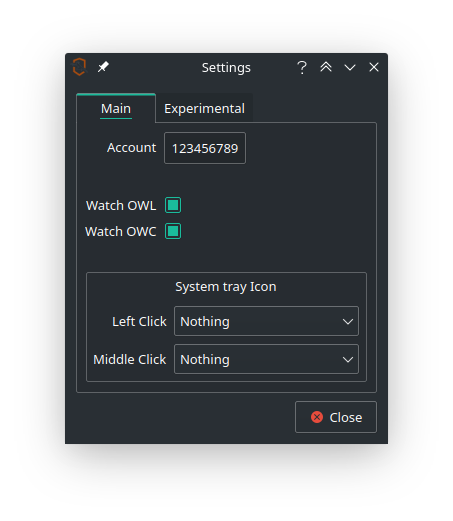 Settings
Main Experimental
Account 123456789
Watch OWL
Watch OWC
System tray Icon
Left Click Nothing
Middle Click Nothing
Close